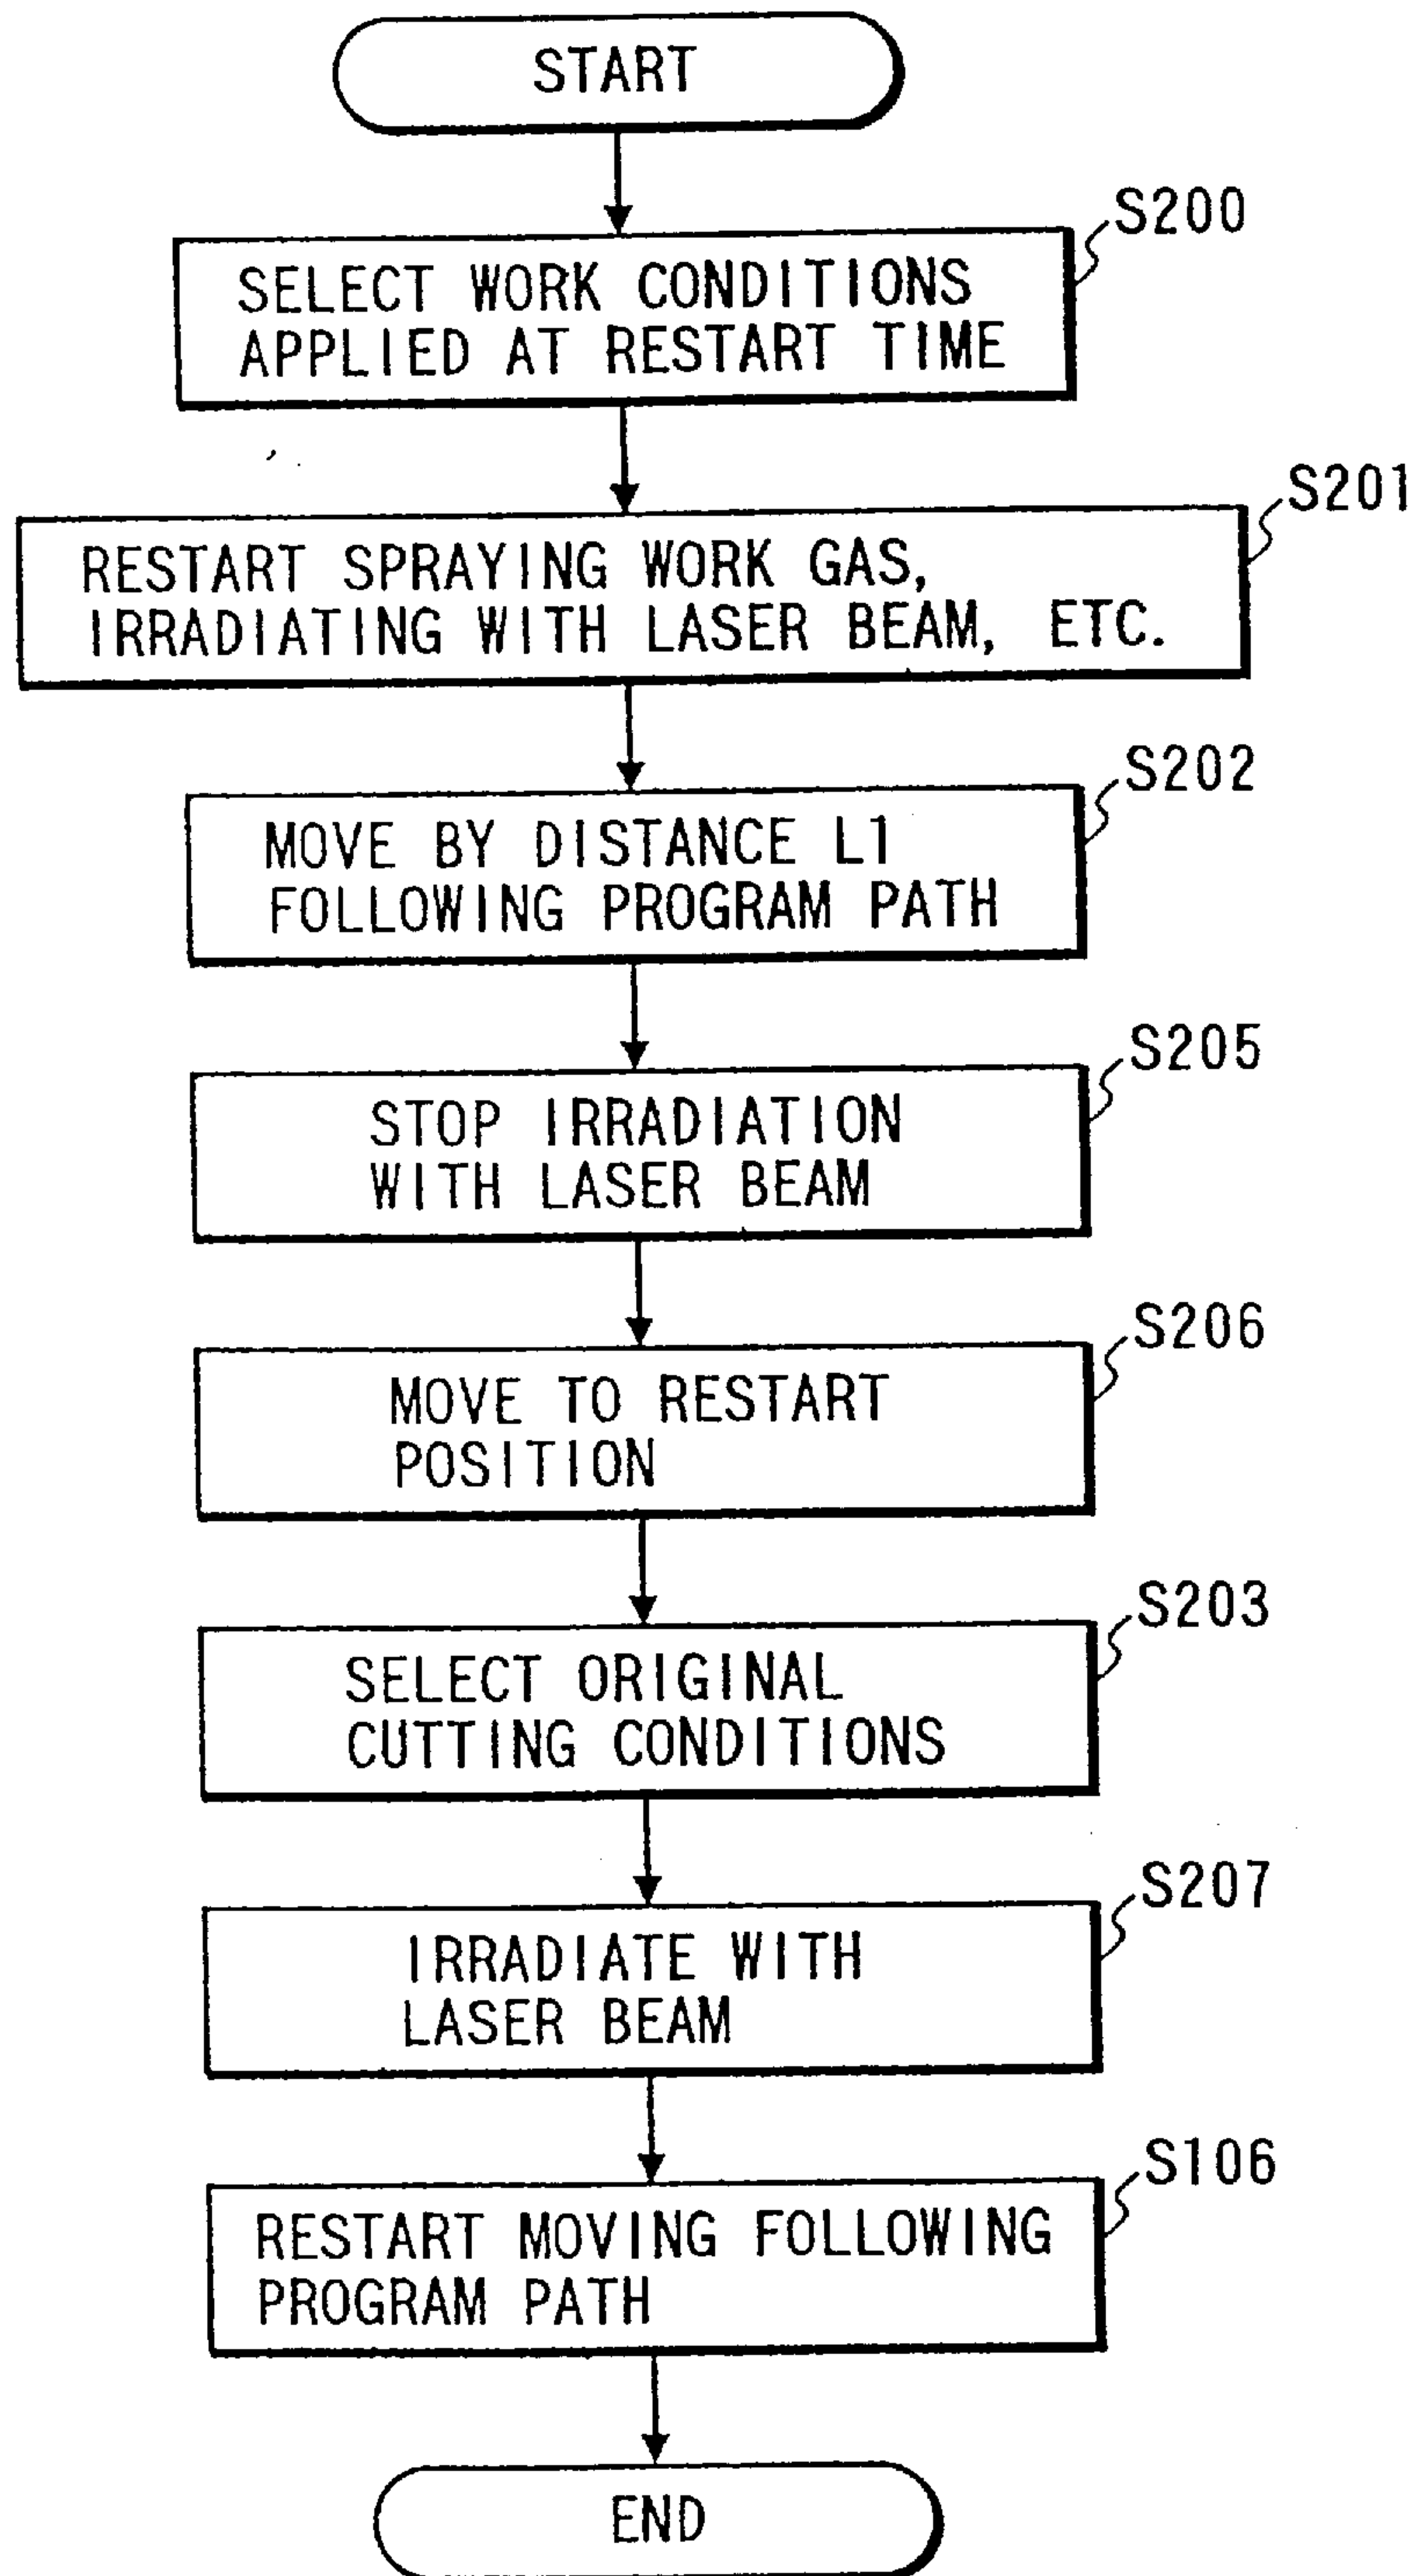 START
S200
SELECT WORK CONDITIONS
APPLIED AT RESTART TIME
S201
RESTART SPRAYING WORK GAS,
IRRADIATING WITH LASER BEAM, ETC.
S202
MOVE BY DISTANCE L1
FOLLOWING PROGRAM PATH
S205
STOP IRRADIATION
WITH LASER BEAM
S206
MOVE TO RESTART
POSITION
S203
SELECT ORIGINAL
CUTTING CONDITIONS
S207
IRRADIATE WITH
LASER BEAM
S106
RESTART MOVING FOLLOWING
PROGRAM PATH
END